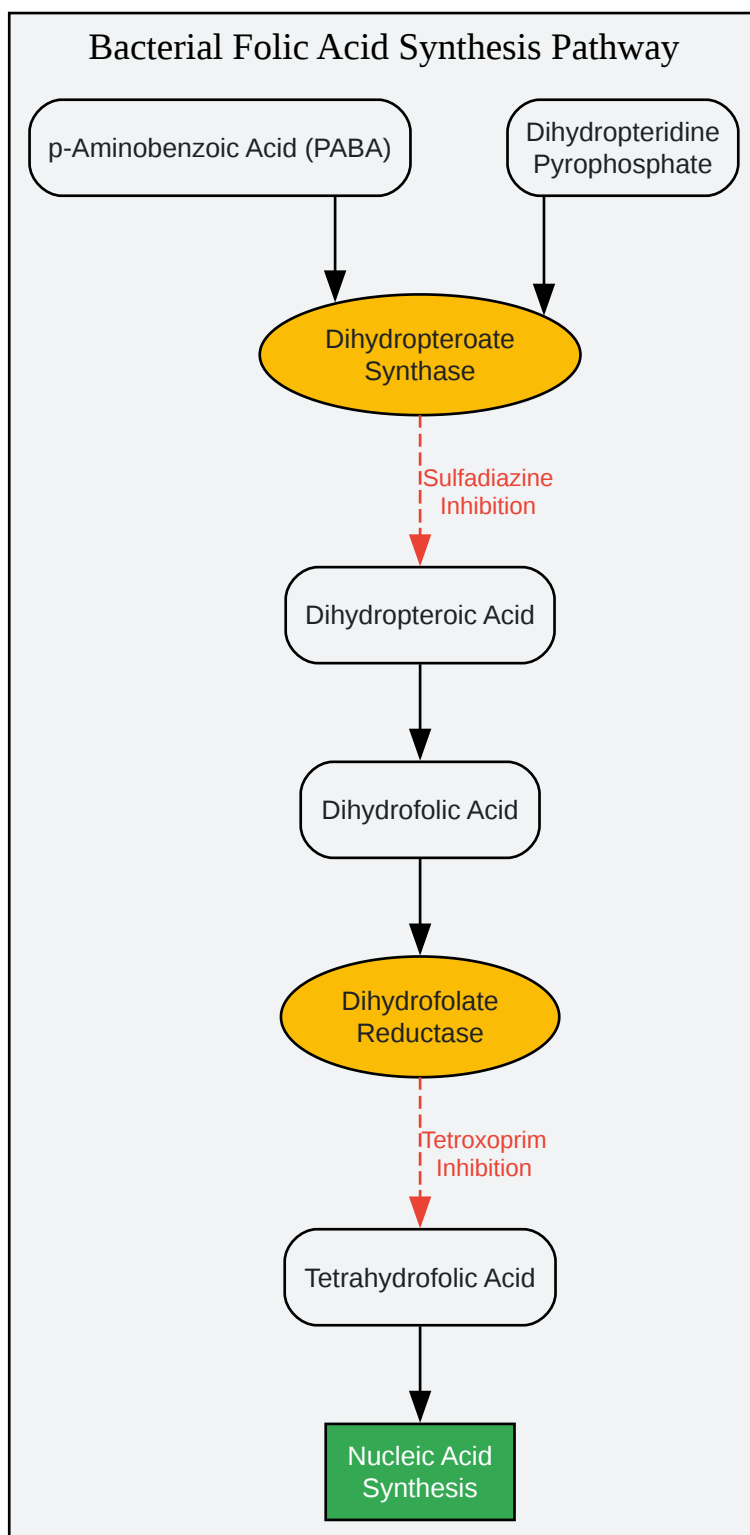 Bacterial Folic Acid Synthesis Pathway
p-Aminobenzoic Acid (PABA)
Dihydropteridine
Pyrophosphate
Dihydropteroate
Synthase
Sulfadiazine
Inhibition
Dihydropteroic Acid
Dihydrofolic Acid
Dihydrofolate
Reductase
Tetroxoprim
Inhibition
Tetrahydrofolic Acid
Nucleic Acid
Synthesis